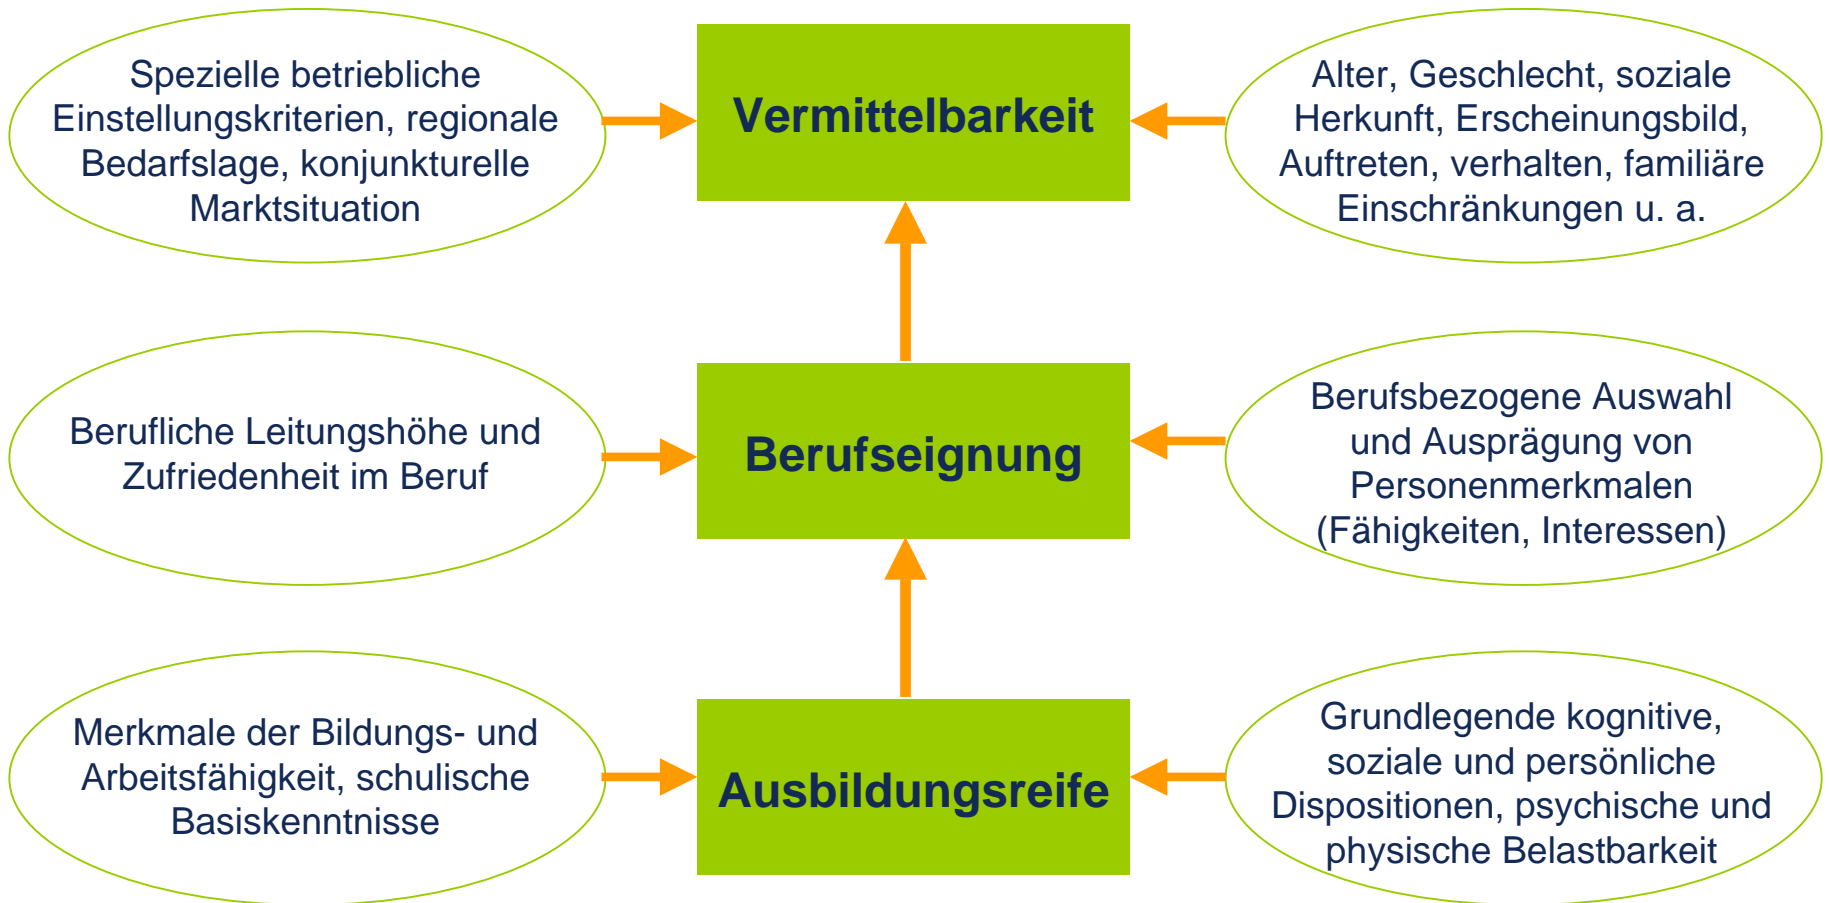 Spezielle betriebliche
Einstellungskriterien, regionale
Bedarfslage, konjunkturelle
Marktsituation
Vermittelbarkeit
Alter, Geschlecht, soziale
Herkunft, Erscheinungsbild,
Auftreten, verhalten, familiäre
Einschränkungen u. a.
Berufliche Leitungshöhe und
Zufriedenheit im Beruf
Berufseignung
Berufsbezogene Auswahl
und Ausprägung von
Personenmerkmalen
(Fähigkeiten, Interessen)
Merkmale der Bildungs- und
Arbeitsfähigkeit, schulische
Basiskenntnisse
Ausbildungsreife
Grundlegende kognitive,
soziale und persönliche
Dispositionen, psychische und
physische Belastbarkeit